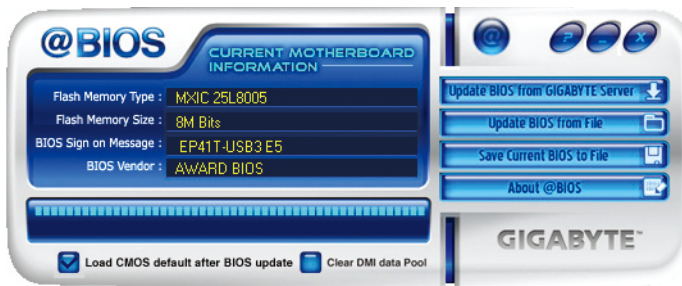 @BIOS
CURRENT MOTHERBOARD
INFORMATION
Flash Memory Type : MXIC 25L8005
Flash Memory Size : 8M Bits
BIOS Sign on Message : EP41T-USB3 E5
BIOS Vendor : AWARD BIOS
Load CMOS default after BIOS update
Clear DMI data Pool
@
? _ X
Update BIOS from GIGABYTE Server
Update BIOS from File
Save Current BIOS to File
About @BIOS
GIGABYTE™